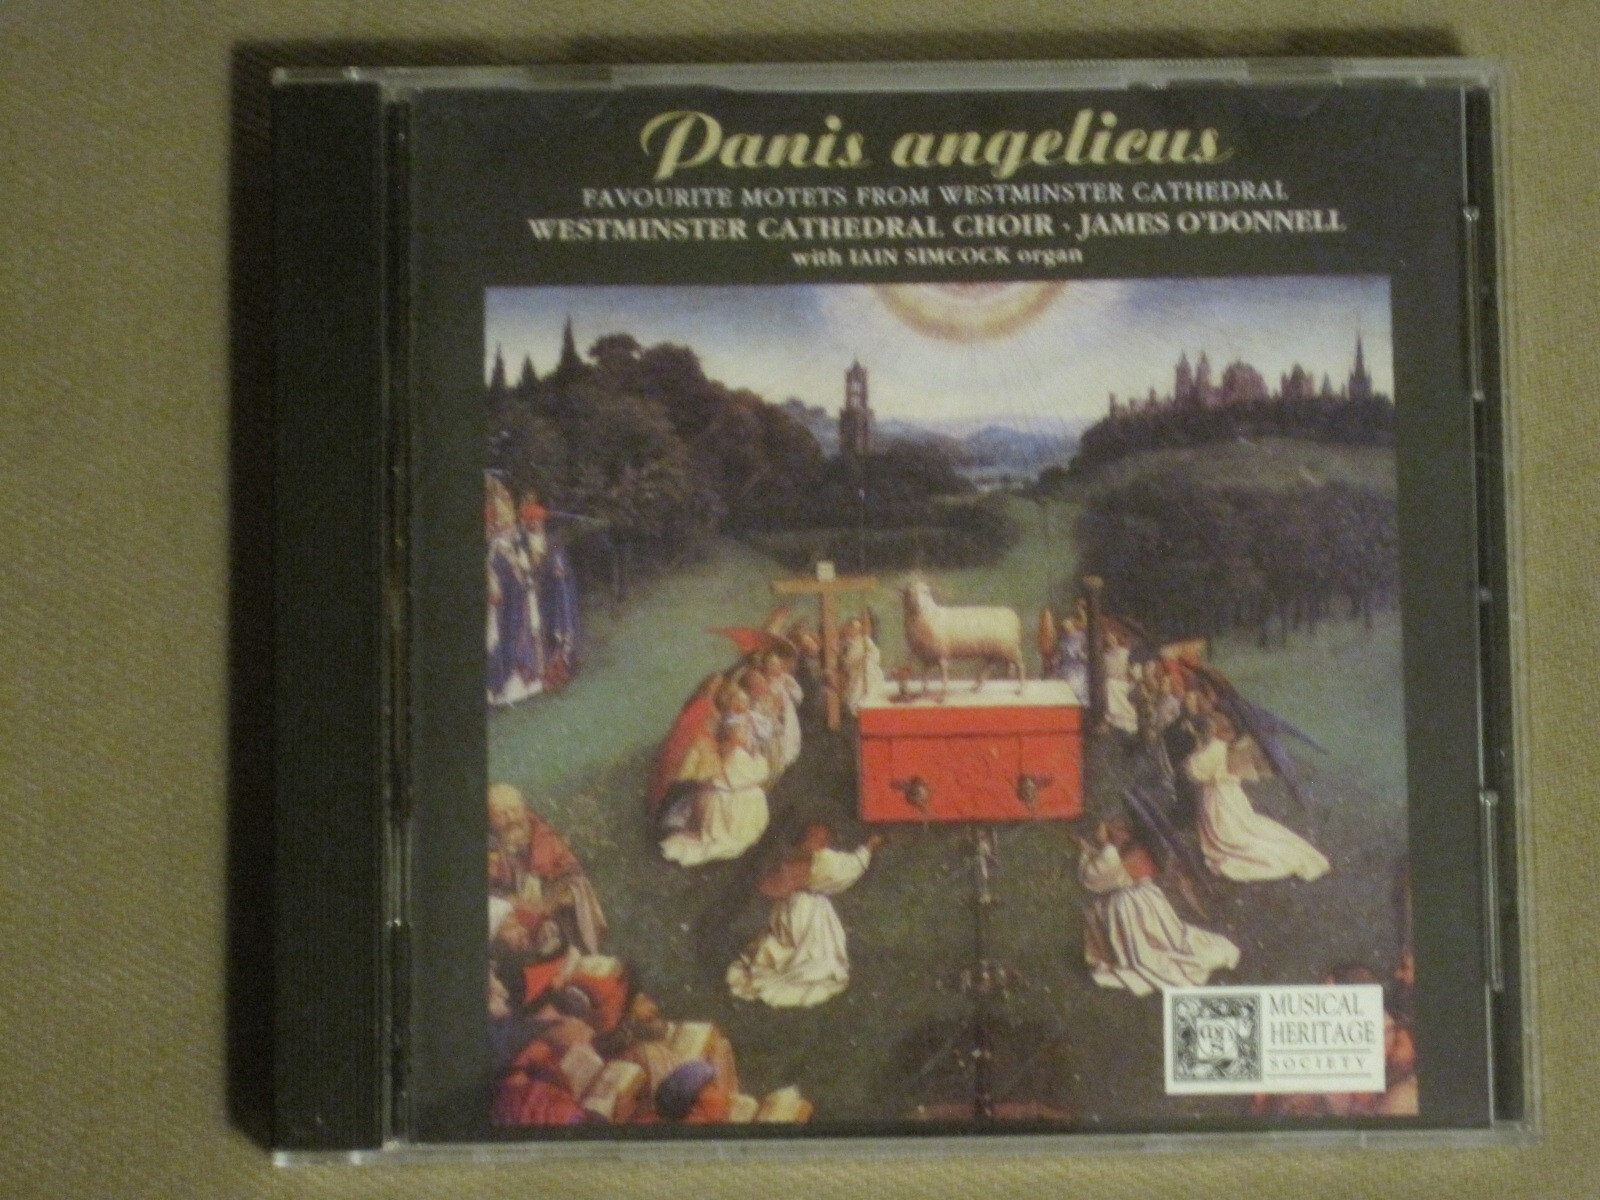 Panis angelicus
FAVOURITE MOTETS FROM WESTMINSTER CATHEDRAL
WESTMINSTER CATHEDRAL CHOIR · JAMES O'DONNELL
with IAIN SIMCOCK organ
MUSICAL
HERITAGE
SOCIETY